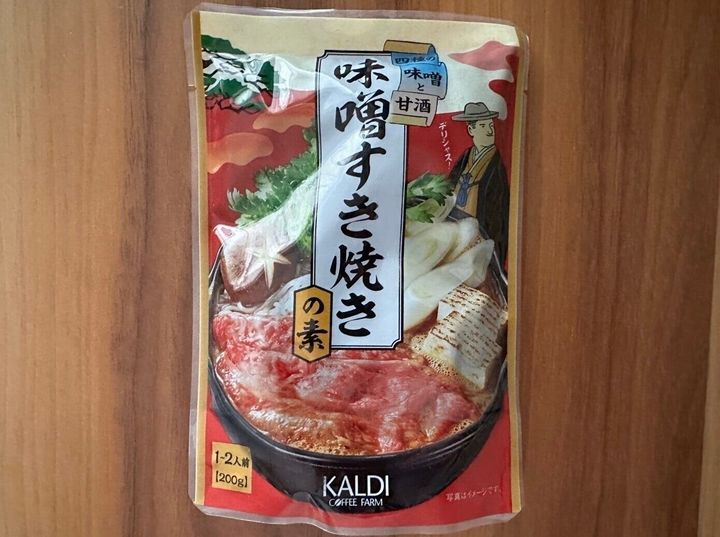 四種の
味噌
と
甘酒
味噌すき焼き
の素
デリシャス!
1~2人前
【200g】
KALDI
COFFEE FARM
写真はイメージです。